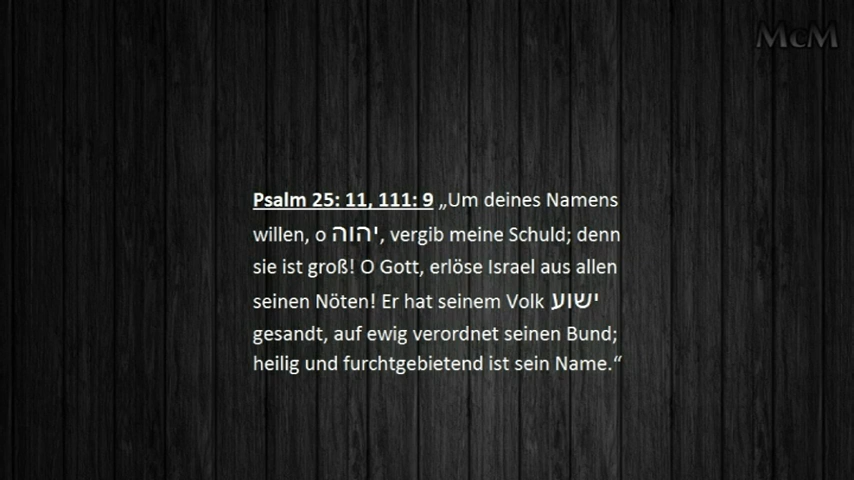 McM
Psalm 25: 11, 111: 9 „Um deines Namens
willen, o יהוה, vergib meine Schuld; denn
sie ist groß! O Gott, erlöse Israel aus allen
seinen Nöten! Er hat seinem Volk ישוע
gesandt, auf ewig verordnet seinen Bund;
heilig und furchtgebietend ist sein Name.“